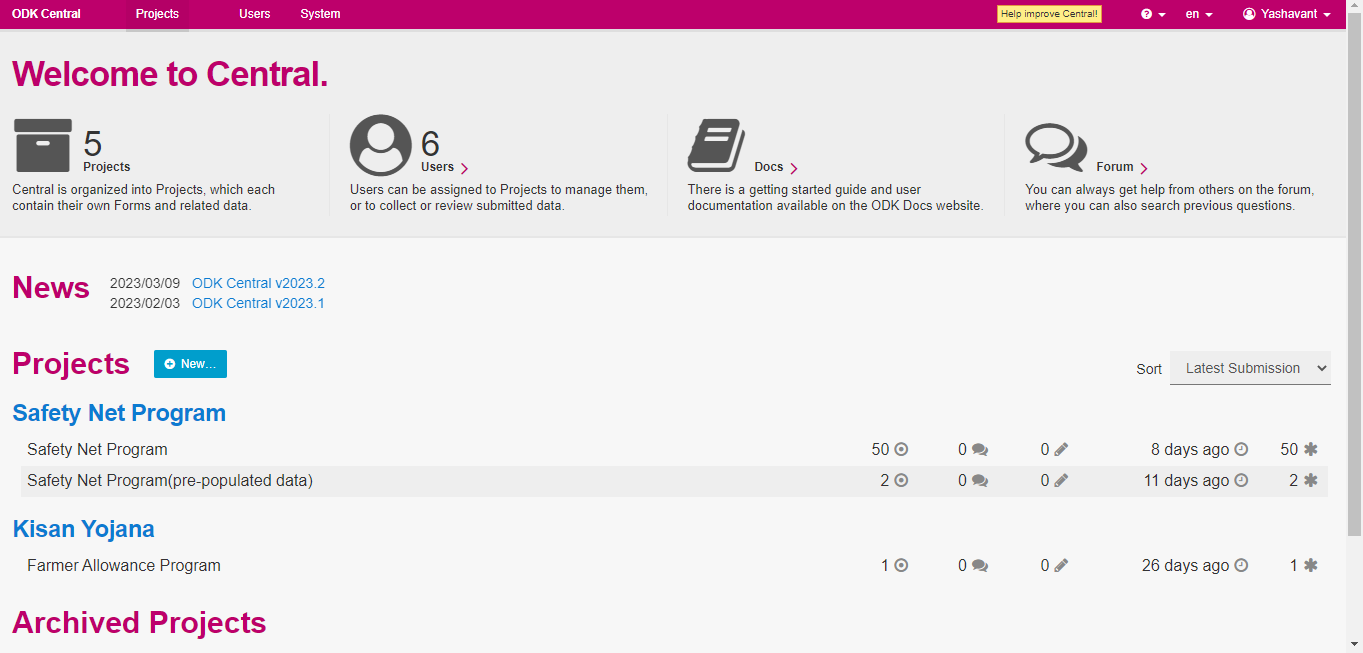 ODK Central Projects Users System Help improve Central! ? en Yashavant
Welcome to Central.
5
Projects
Central is organized into Projects, which each
contain their own Forms and related data.
6
Users
Users can be assigned to Projects to manage them,
or to collect or review submitted data.
Docs
There is a getting started guide and user
documentation available on the ODK Docs website.
Forum
You can always get help from others on the forum,
where you can also search previous questions.
News
2023/03/09 ODK Central v2023.2
2023/02/03 ODK Central v2023.1
Projects New... Sort Latest Submission
Safety Net Program
Safety Net Program 50 0 0 8 days ago 50
Safety Net Program(pre-populated data) 2 0 0 11 days ago 2
Kisan Yojana
Farmer Allowance Program 1 0 0 26 days ago 1
Archived Projects